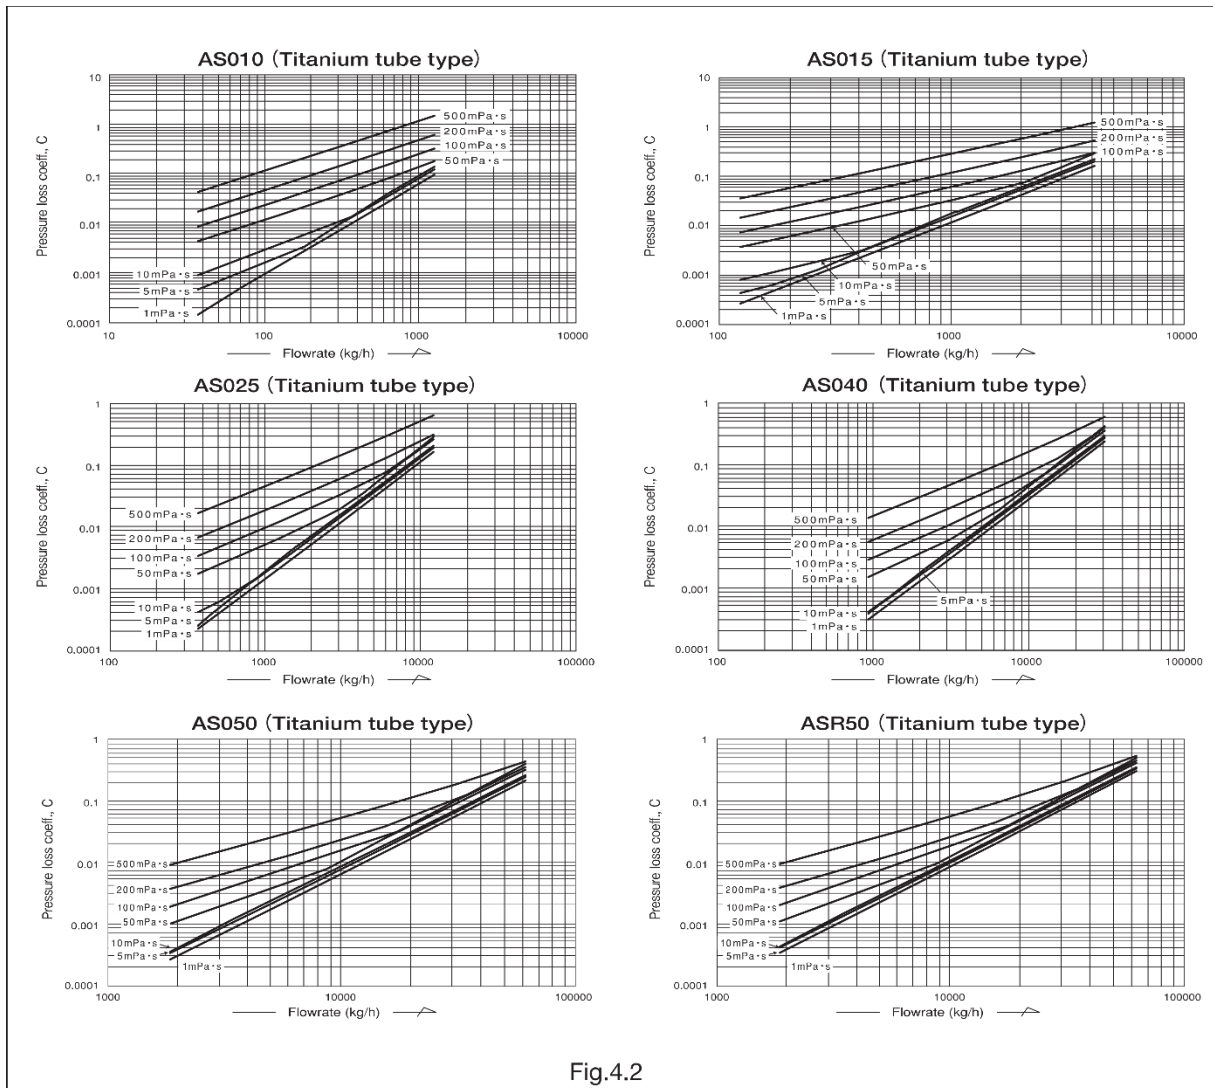 AS010 (Titanium tube type)
Pressure loss coeff., C
10
1
0.1
0.01
0.001
0.0001
500mPa·s
200mPa·s
100mPa·s
50mPa·s
10mPa·s
5mPa·s
1mPa·s
10
100
1000
10000
Flowrate (kg/h)
AS015 (Titanium tube type)
Pressure loss coeff., C
10
1
0.1
0.01
0.001
0.0001
500mPa·s
200mPa·s
100mPa·s
50mPa·s
10mPa·s
5mPa·s
1mPa·s
100
1000
10000
Flowrate (kg/h)
AS025 (Titanium tube type)
Pressure loss coeff., C
1
0.1
0.01
0.001
0.0001
500mPa·s
200mPa·s
100mPa·s
50mPa·s
10mPa·s
5mPa·s
1mPa·s
100
1000
10000
100000
Flowrate (kg/h)
AS040 (Titanium tube type)
Pressure loss coeff., C
1
0.1
0.01
0.001
0.0001
500mPa·s
200mPa·s
100mPa·s
50mPa·s
5mPa·s
10mPa·s
1mPa·s
100
1000
10000
100000
Flowrate (kg/h)
AS050 (Titanium tube type)
Pressure loss coeff., C
1
0.1
0.01
0.001
0.0001
500mPa·s
200mPa·s
100mPa·s
50mPa·s
10mPa·s
5mPa·s
1mPa·s
1000
10000
100000
Flowrate (kg/h)
ASR50 (Titanium tube type)
Pressure loss coeff., C
1
0.1
0.01
0.001
0.0001
500mPa·s
200mPa·s
100mPa·s
50mPa·s
10mPa·s
5mPa·s
1mPa·s
1000
10000
100000
Flowrate (kg/h)
Fig.4.2